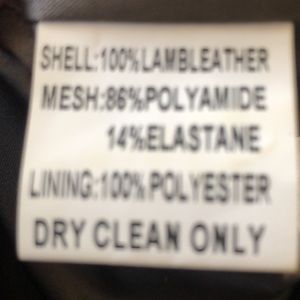 SHELL:100%LAMBLEATHER
MESH:86%POLYAMIDE
14%ELASTANE
LINING:100%POLYESTER
DRY CLEAN ONLY